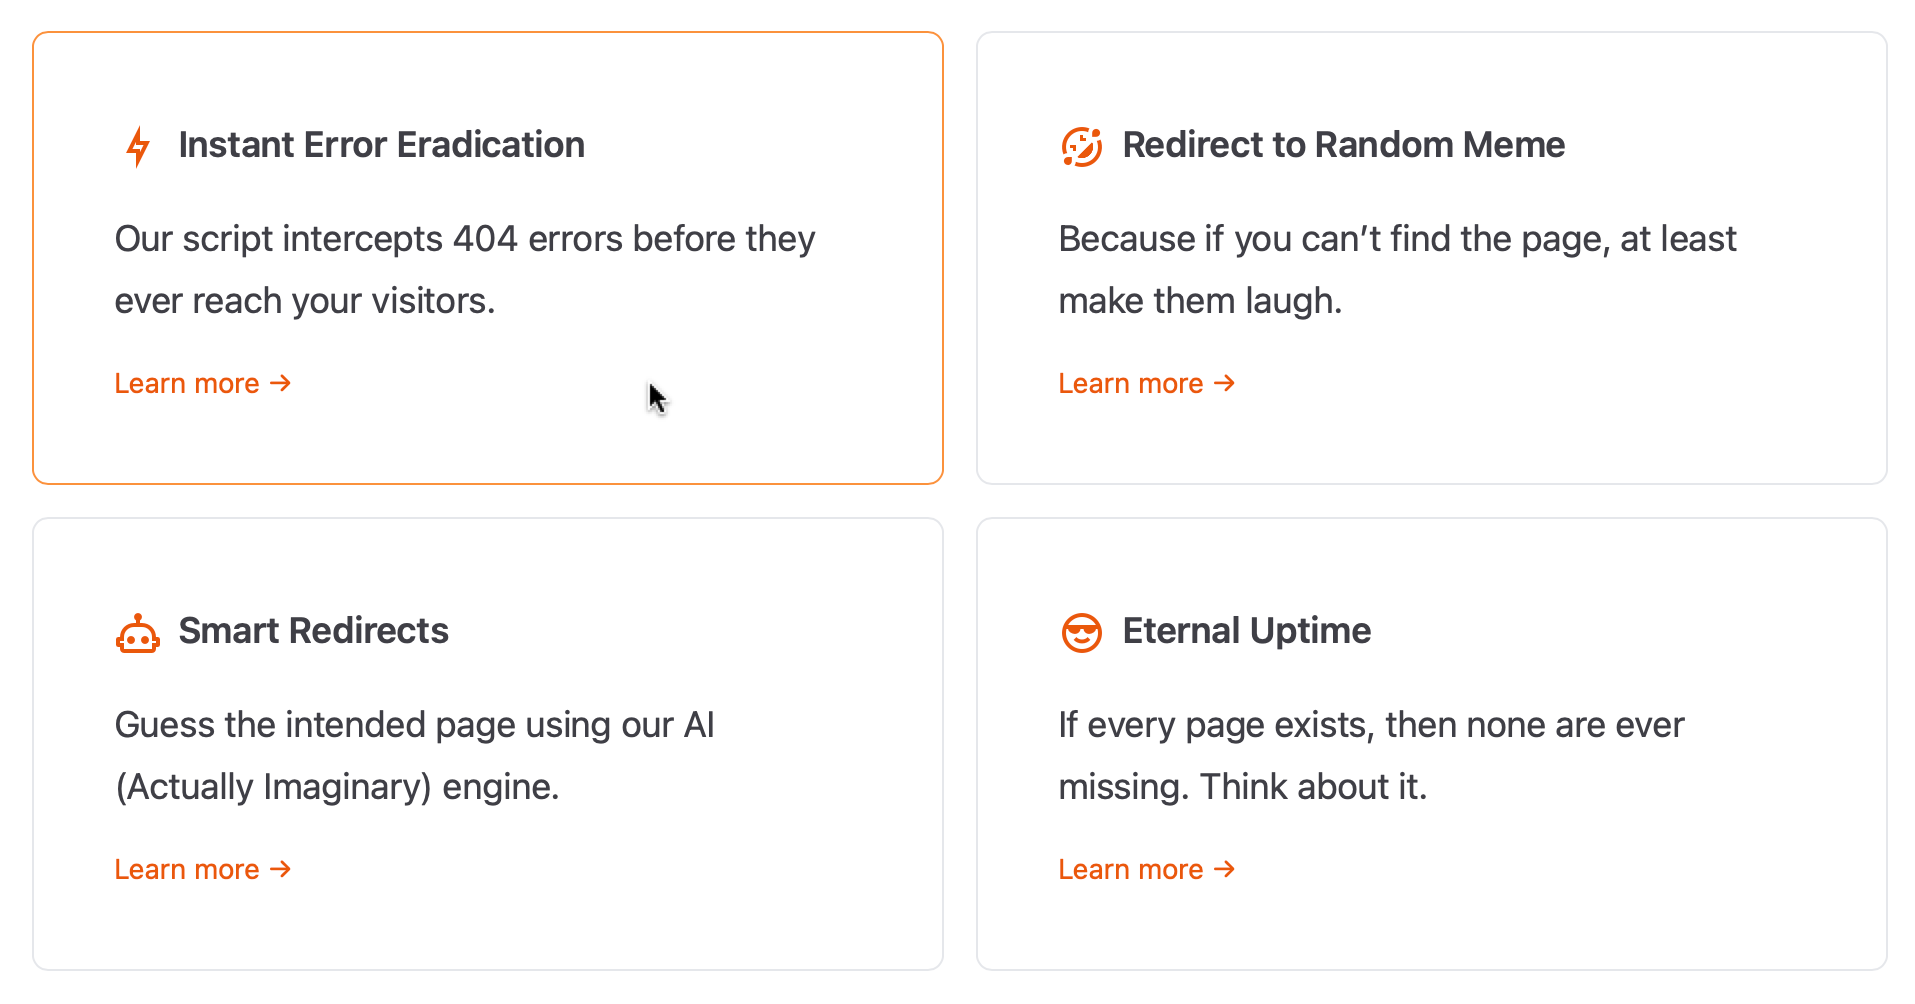 Instant Error Eradication
Our script intercepts 404 errors before they
ever reach your visitors.
Learn more →
Redirect to Random Meme
Because if you can’t find the page, at least
make them laugh.
Learn more →
Smart Redirects
Guess the intended page using our AI
(Actually Imaginary) engine.
Learn more →
Eternal Uptime
If every page exists, then none are ever
missing. Think about it.
Learn more →